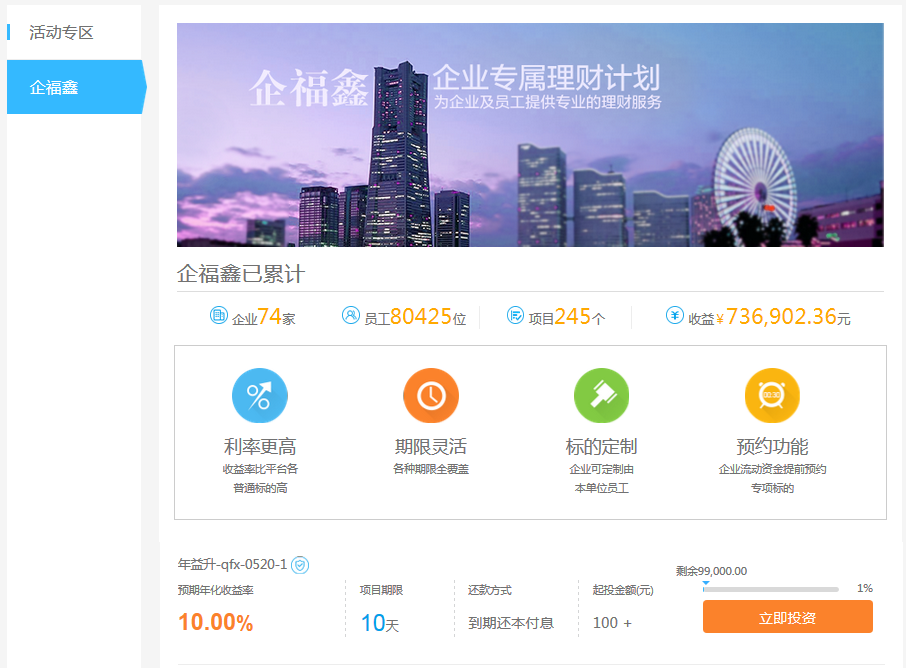 活动专区
企福鑫
企福鑫
企业专属理财计划
为企业及员工提供专业的理财服务
企福鑫已累计
企业74家
员工80425位
项目245个
收益¥736,902.36元
00:30
利率更高
收益率比平台各
普通标的高
期限灵活
各种期限全覆盖
标的定制
企业可定制由
本单位员工
预约功能
企业流动资金提前预约
专项标的
年益升-qfx-0520-1
预期年化收益率
10.00%
项目期限
10天
还款方式
到期还本付息
起投金额(元)
100 +
剩余99,000.00
1%
立即投资